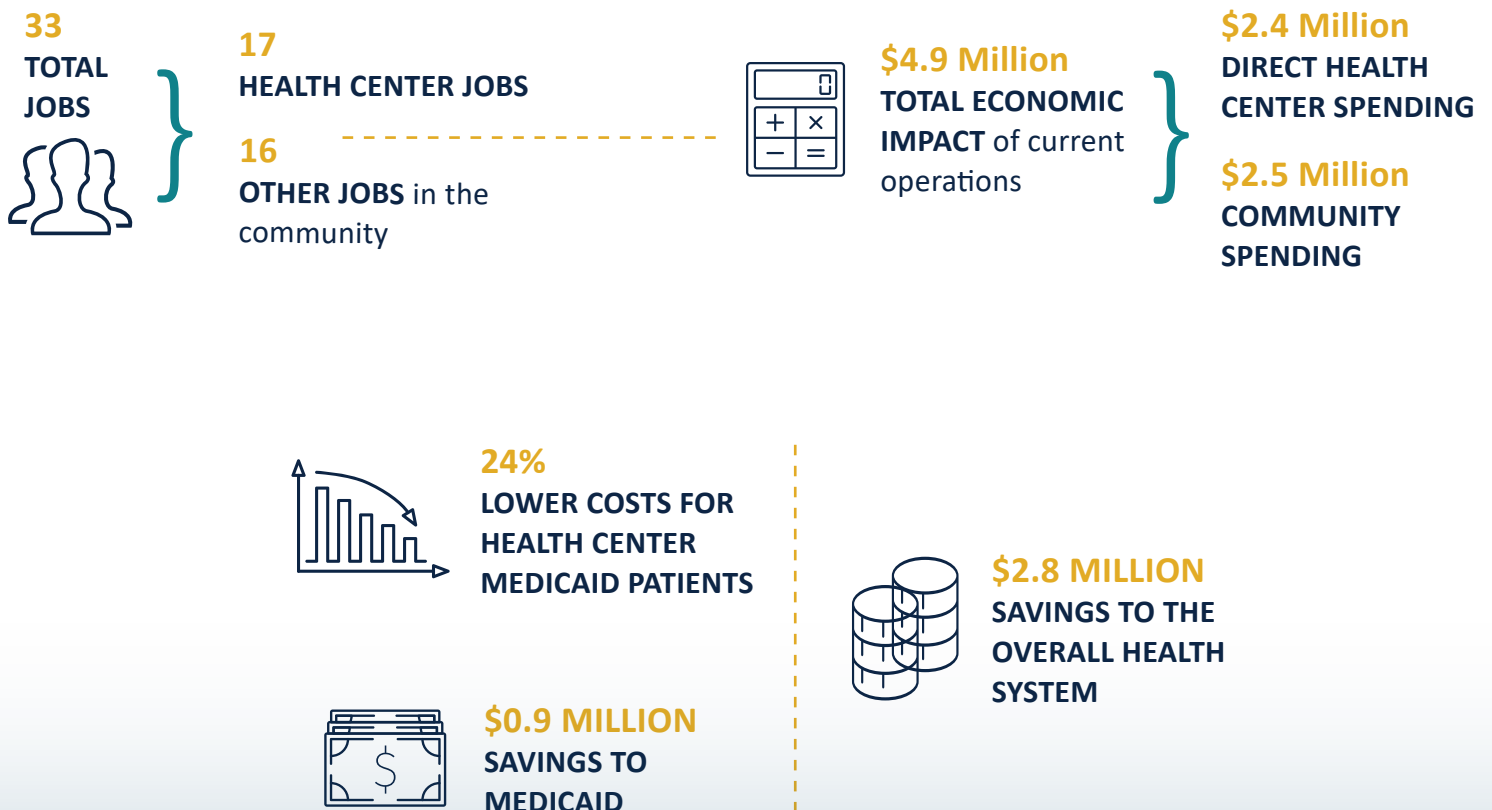 33
TOTAL
JOBS
17
HEALTH CENTER JOBS
16
OTHER JOBS in the
community
0
+ ×
− =
$4.9 Million
TOTAL ECONOMIC
IMPACT of current
operations
$2.4 Million
DIRECT HEALTH
CENTER SPENDING
$2.5 Million
COMMUNITY
SPENDING
24%
LOWER COSTS FOR
HEALTH CENTER
MEDICAID PATIENTS
$0.9 MILLION
SAVINGS TO
MEDICAID
$
$2.8 MILLION
SAVINGS TO THE
OVERALL HEALTH
SYSTEM